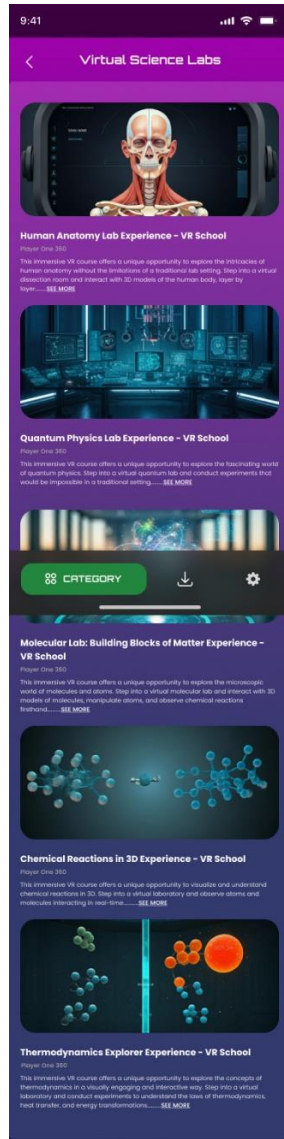 9:41
Virtual Science Labs
Human Anatomy Lab Experience - VR School
Player One 360
This immersive VR course offers a unique opportunity to explore the intricacies of
human anatomy without the limitations of a traditional lab setting. Step into a virtual
dissection room and interact with 3D models of the human body, layer by
layer.......SEE MORE
Quantum Physics Lab Experience - VR School
Player One 360
This immersive VR course offers a unique opportunity to explore the fascinating world
of quantum physics. Step into a virtual quantum lab and conduct experiments that
would be impossible in a traditional setting.......SEE MORE
CATEGORY
Molecular Lab: Building Blocks of Matter Experience -
VR School
Player One 360
This immersive VR course offers a unique opportunity to explore the microscopic
world of molecules and atoms. Step into a virtual molecular lab and interact with 3D
models of molecules, manipulate atoms, and observe chemical reactions
firsthand.......SEE MORE
Chemical Reactions in 3D Experience - VR School
Player One 360
This immersive VR course offers a unique opportunity to visualize and understand
chemical reactions in 3D. Step into a virtual laboratory and observe atoms and
molecules interacting in real-time.......SEE MORE
Thermodynamics Explorer Experience - VR School
Player One 360
This immersive VR course offers a unique opportunity to explore the concepts of
thermodynamics in a visually engaging and interactive way. Step into a virtual
laboratory and conduct experiments to understand the laws of thermodynamics,
heat transfer, and energy transformations.......SEE MORE